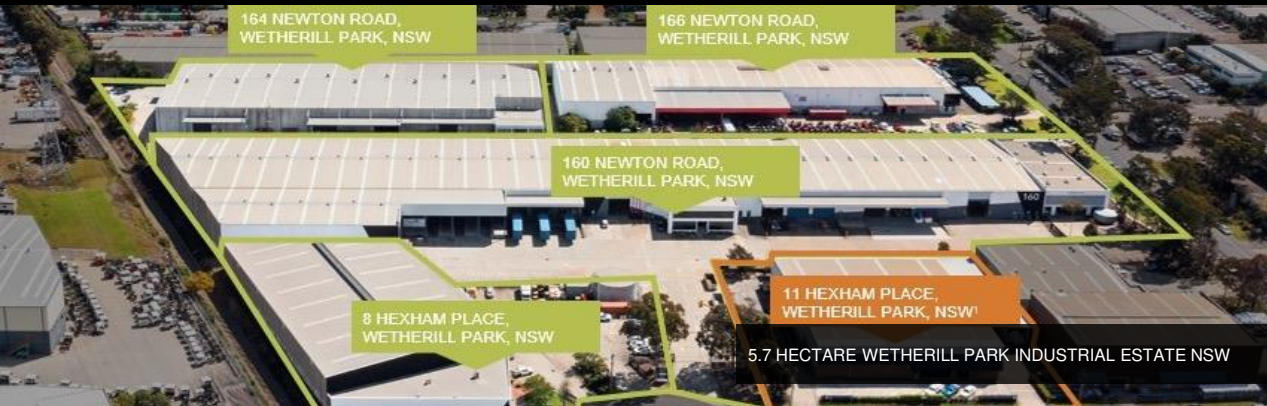 164 NEWTON ROAD,
WETHERILL PARK, NSW
166 NEWTON ROAD,
WETHERILL PARK, NSW
160 NEWTON ROAD,
WETHERILL PARK, NSW
160
8 HEXHAM PLACE,
WETHERILL PARK, NSW
11 HEXHAM PLACE,
WETHERILL PARK, NSW¹
5.7 HECTARE WETHERILL PARK INDUSTRIAL ESTATE NSW